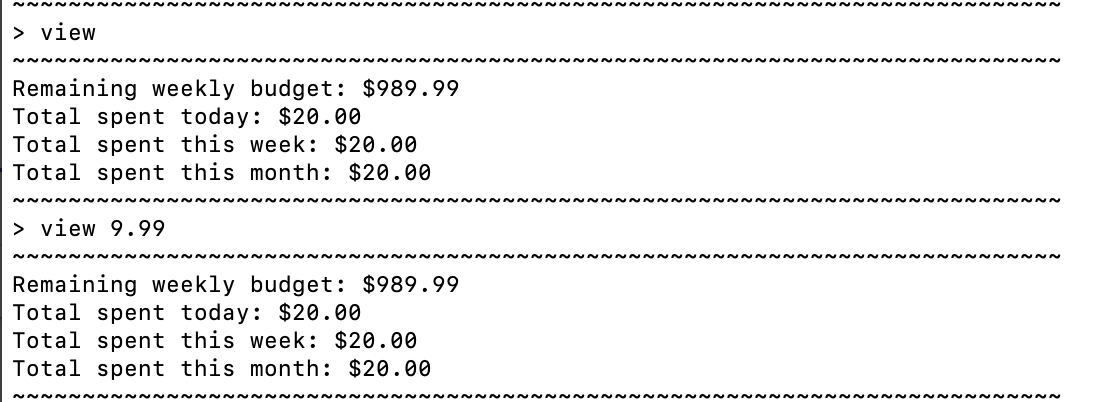 ~~~~~~~~~~~~~~~~~~~~~~~~~~~~~~~~~~~~~~~~~~~~~~~~~~~~~~~~~~~~~~~~~~~~~~~~~~~
> view
~~~~~~~~~~~~~~~~~~~~~~~~~~~~~~~~~~~~~~~~~~~~~~~~~~~~~~~~~~~~~~~~~~~~~~~~~~~
Remaining weekly budget: $989.99
Total spent today: $20.00
Total spent this week: $20.00
Total spent this month: $20.00
~~~~~~~~~~~~~~~~~~~~~~~~~~~~~~~~~~~~~~~~~~~~~~~~~~~~~~~~~~~~~~~~~~~~~~~~~~~
> view 9.99
~~~~~~~~~~~~~~~~~~~~~~~~~~~~~~~~~~~~~~~~~~~~~~~~~~~~~~~~~~~~~~~~~~~~~~~~~~~
Remaining weekly budget: $989.99
Total spent today: $20.00
Total spent this week: $20.00
Total spent this month: $20.00
~~~~~~~~~~~~~~~~~~~~~~~~~~~~~~~~~~~~~~~~~~~~~~~~~~~~~~~~~~~~~~~~~~~~~~~~~~~